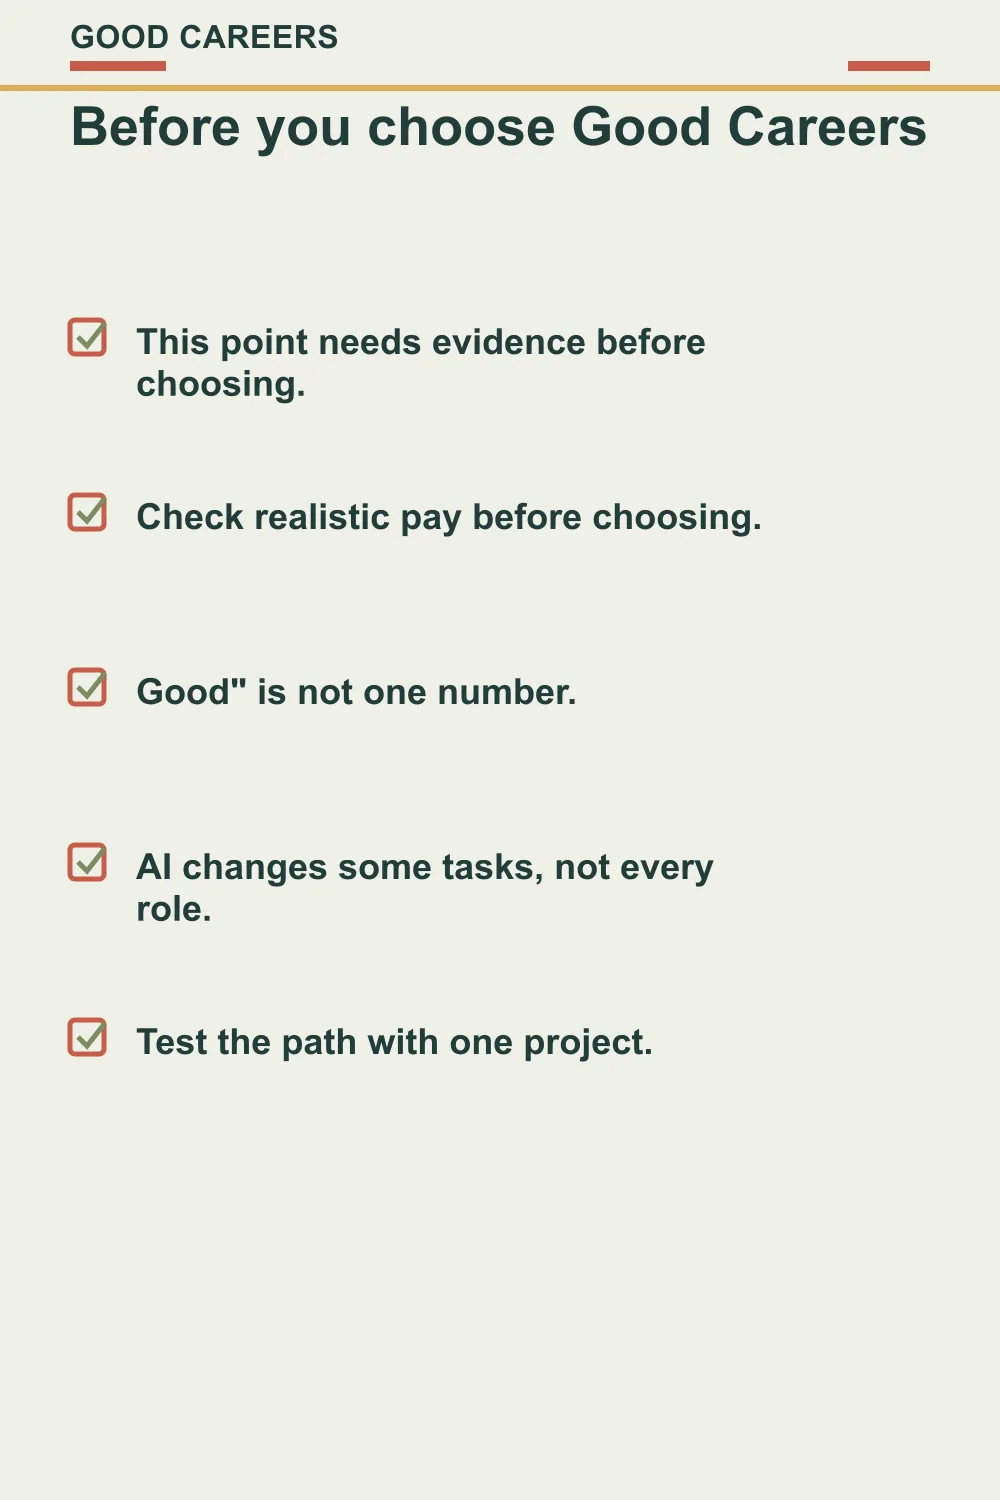 GOOD CAREERS
Before you choose Good Careers
This point needs evidence before
choosing.
Check realistic pay before choosing.
Good" is not one number.
AI changes some tasks, not every
role.
Test the path with one project.